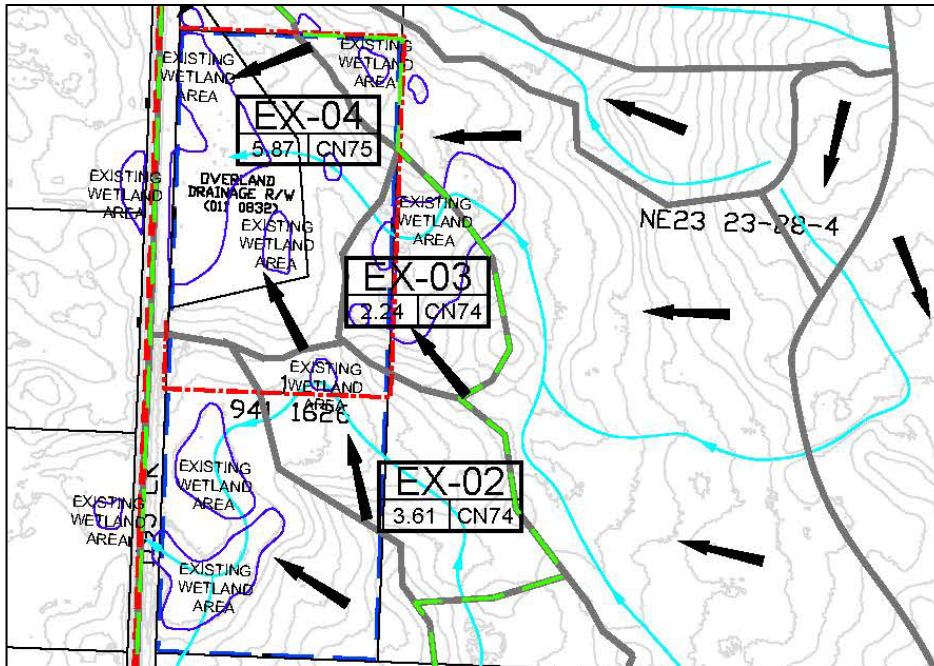 EXISTING
WETLAND
AREA
EXISTING
WETLAND
AREA
EX-04
5.87 CN75
EXISTING
WETLAND
AREA
OVERLAND
DRAINAGE R/W
(011 0832)
EXISTING
WETLAND
AREA
EXISTING
WETLAND
AREA
NE23 23-28-4
EX-03
2.24 CN74
EXISTING
WETLAND
AREA
941 1626
EX-02
3.61 CN74
EXISTING
WETLAND
AREA
EXISTING
WETLAND
AREA
EXISTING
WETLAND
AREA